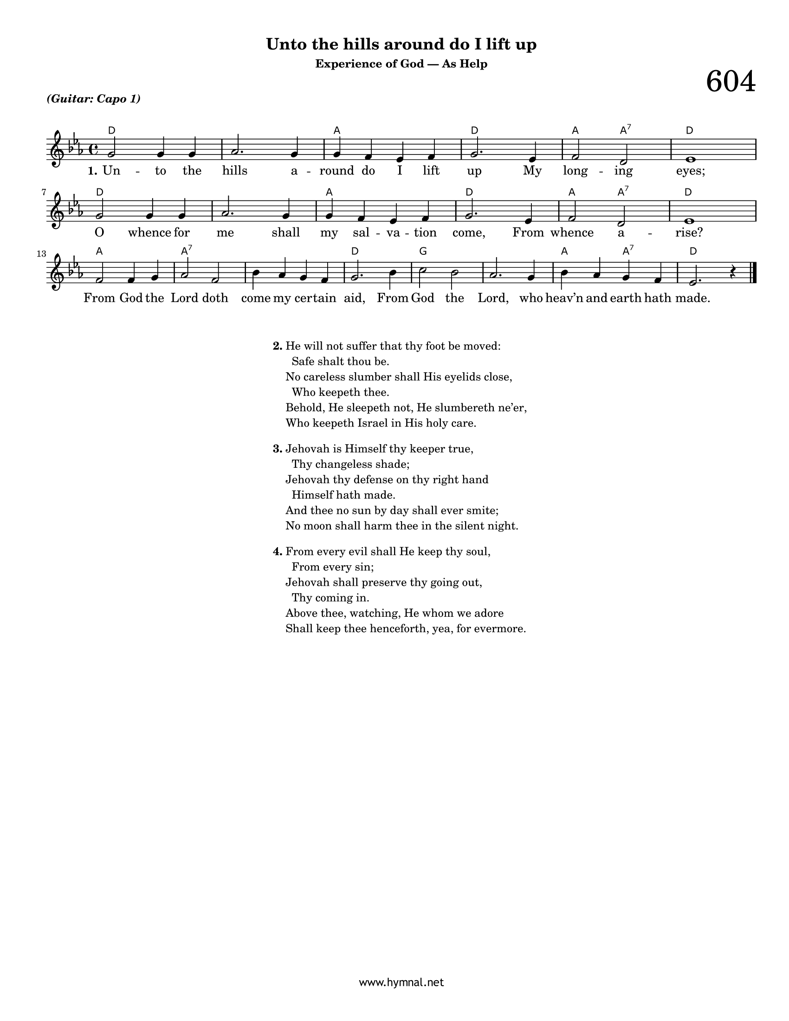 Unto the hills around do I lift up
Experience of God — As Help
604
(Guitar: Capo 1)
D A D A A7 D
1. Un - to the hills a - round do I lift up My long - ing eyes;
7
D A D A A7 D
O whence for me shall my sal - va - tion come, From whence a - rise?
13
A A7 D G A A7 D
From God the Lord doth come my certain aid, From God the Lord, who heav'n and earth hath made.
2. He will not suffer that thy foot be moved:
Safe shalt thou be.
No careless slumber shall His eyelids close,
Who keepeth thee.
Behold, He sleepeth not, He slumbereth ne'er,
Who keepeth Israel in His holy care.
3. Jehovah is Himself thy keeper true,
Thy changeless shade;
Jehovah thy defense on thy right hand
Himself hath made.
And thee no sun by day shall ever smite;
No moon shall harm thee in the silent night.
4. From every evil shall He keep thy soul,
From every sin;
Jehovah shall preserve thy going out,
Thy coming in.
Above thee, watching, He whom we adore
Shall keep thee henceforth, yea, for evermore.
www.hymnal.net